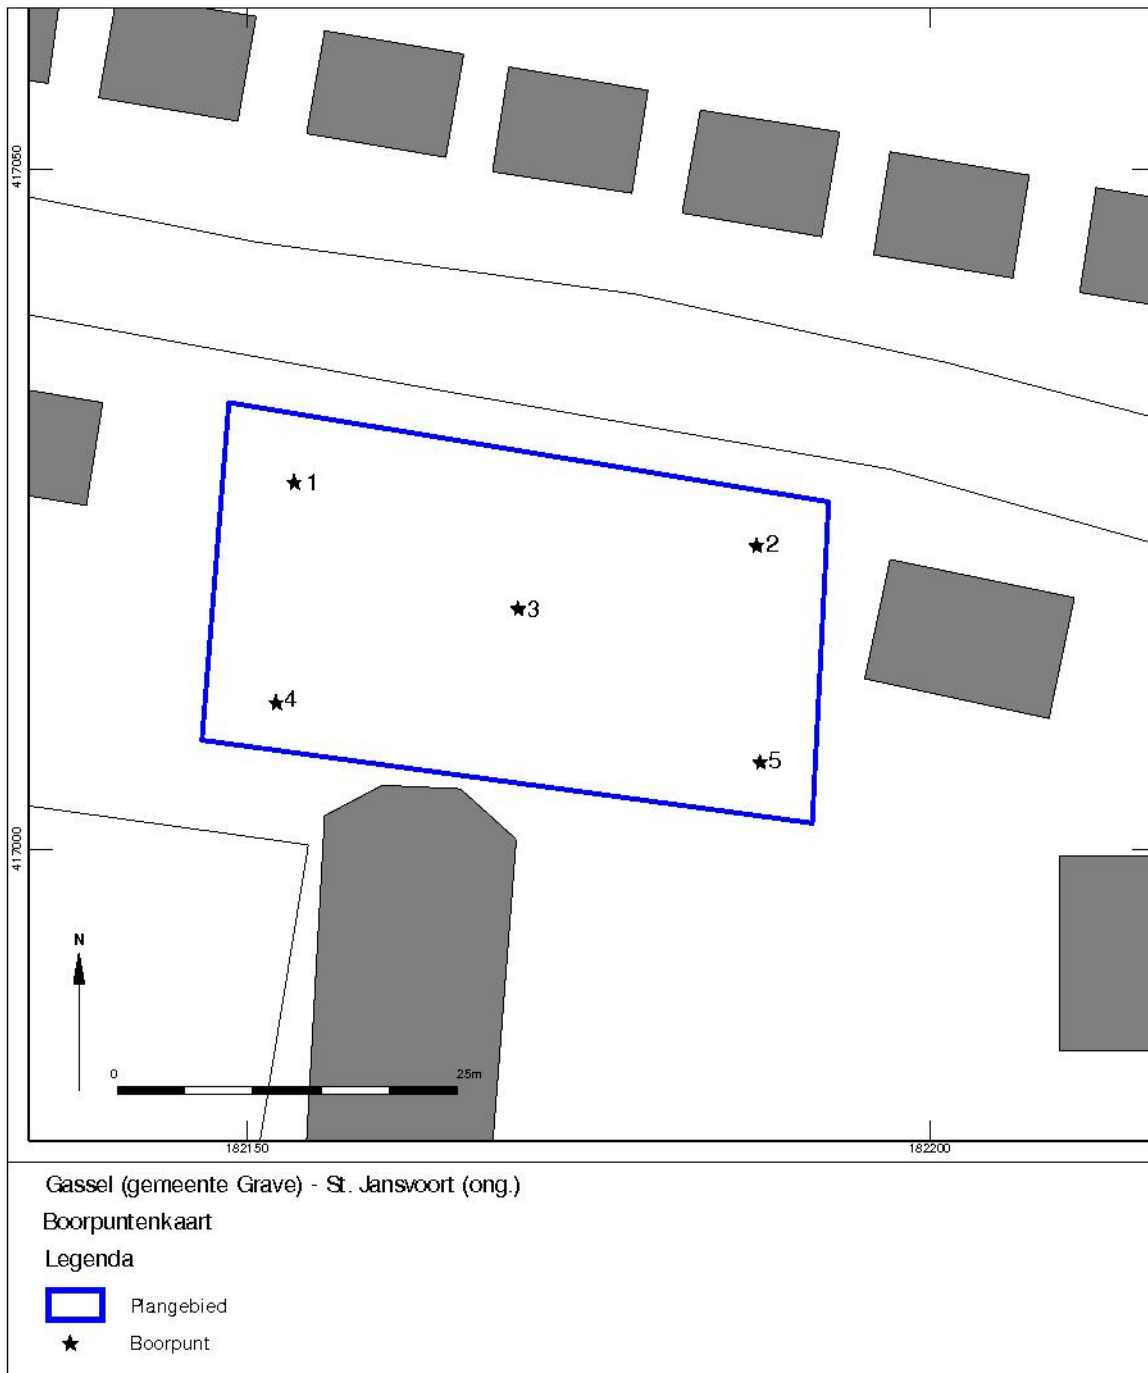 417050
1
2
3
4
5
417000
N
0 25m
182150 182200
Gassel (gemeente Grave) - St. Jansvoort (ong.)
Boorpuntenkaart
Legenda
Plangebied
Boorpunt